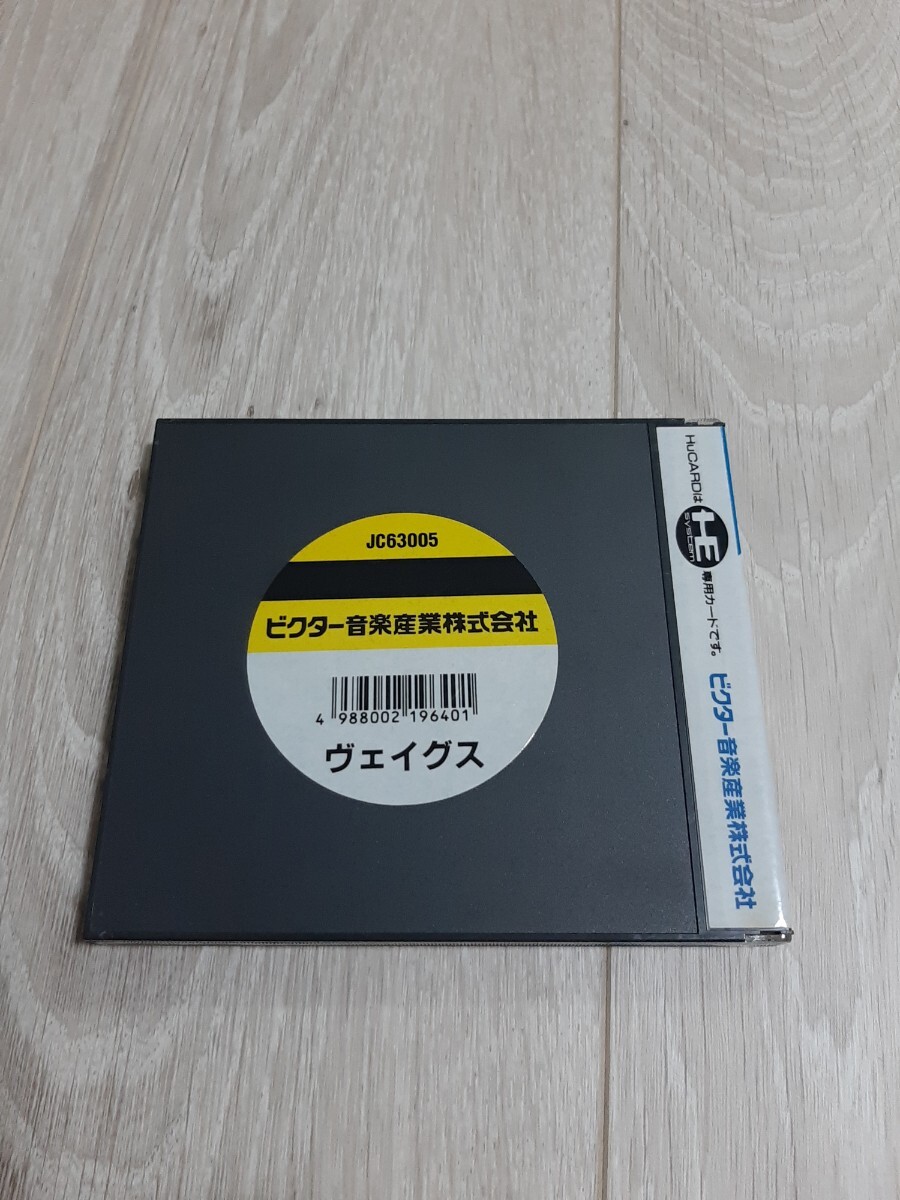 JC63005
ビクター音楽産業株式会社
4 988002 196401
ヴェイグス
HuCARDは HE system 専用カードです。 ビクター音楽産業株式会社